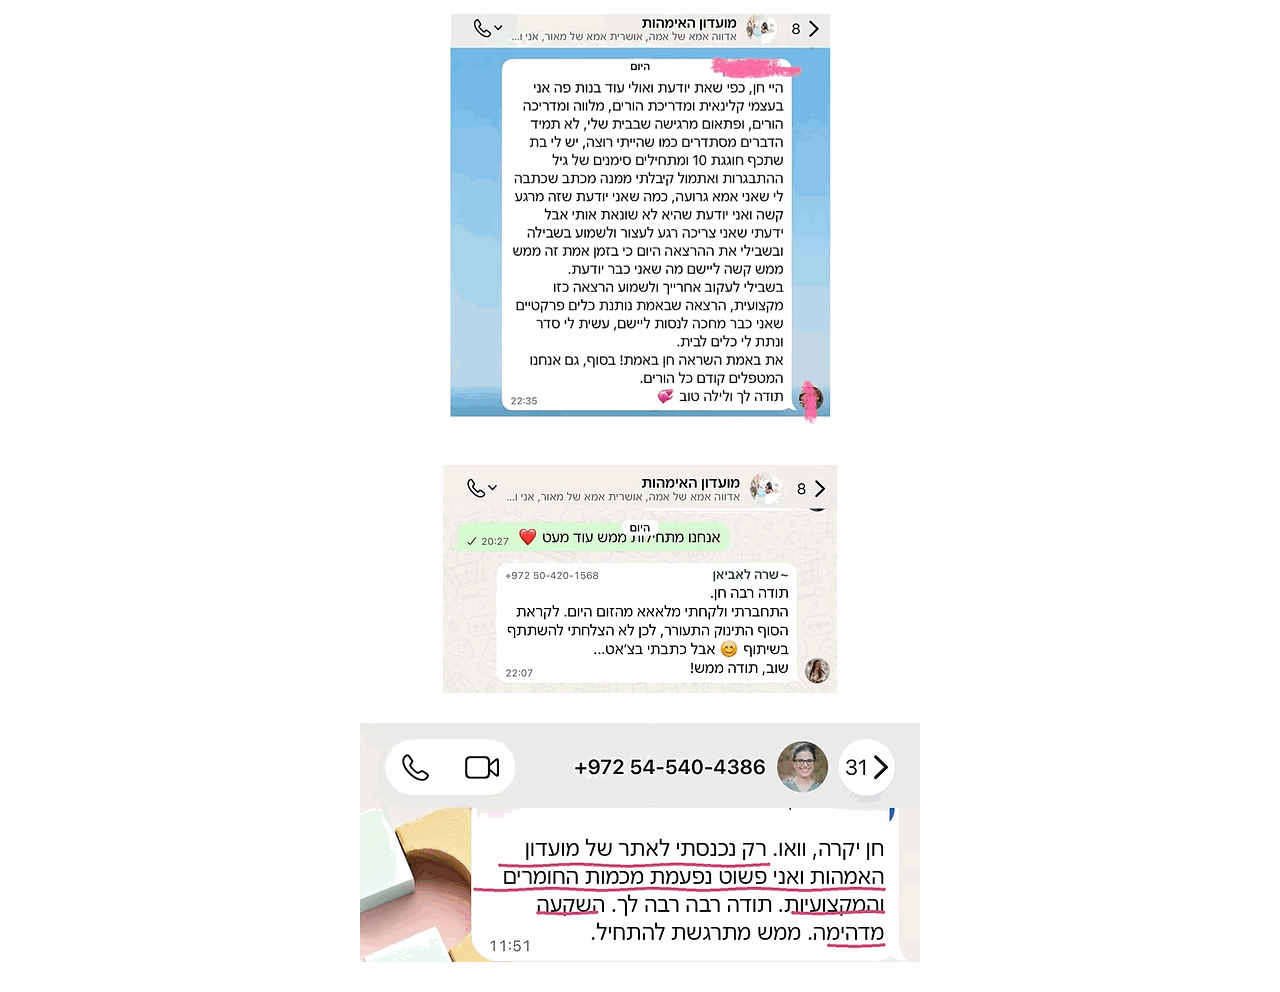 מועדון האימהות
8
אדווה אמא של אמה, אושרית אמא של מאור, אני ו...
היום
היי חן, כפי שאת יודעת ואולי עוד בנות פה אני
בעצמי קלינאית ומדריכת הורים, מלווה ומדריכה
הורים, ופתאום מרגישה שבבית שלי, לא תמיד
הדברים מסתדרים כמו שהייתי רוצה, יש לי בת
שתכף חוגגת 10 ומתחילים סימנים של גיל
ההתבגרות ואתמול קיבלתי ממנה מכתב שכתבה
לי שאני אמא גרועה, כמה שאני יודעת שזה מרגע
קשה ואני יודעת שהיא לא שונאת אותי אבל
ידעתי שאני צריכה רגע לעצור ולשמוע בשבילה
ובשבילי את ההרצאה היום כי בזמן אמת זה ממש
ממש קשה ליישם מה שאני כבר יודעת.
בשבילי לעקוב אחרייך ולשמוע הרצאה כזו
מקצועית, הרצאה שבאמת נותנת כלים פרקטיים
שאני כבר מחכה לנסות ליישם, עשית לי סדר
ונתת לי כלים לבית.
את באמת השראה חן באמת! בסוף, גם אנחנו
המטפלים קודם כל הורים.
תודה לך ולילה טוב 💞
22:35
מועדון האימהות
8
אדווה אמא של אמה, אושרית אמא של מאור, אני ו...
היום
אנחנו מתחילות ממש עוד מעט ❤️
20:27
~שרה לאביאן
+972 50-420-1568
תודה רבה חן.
התחברתי ולקחתי מלאאא מהזום היום. לקראת
הסוף התינוק התעורר, לכן לא הצלחתי להשתתף
בשיתוף 😊 אבל כתבתי בצ'אט...
שוב, תודה ממש!
22:07
+972 54-540-4386
31
חן יקרה, וואו. רק נכנסתי לאתר של מועדון
האמהות ואני פשוט נפעמת מכמות החומרים
והמקצועיות. תודה רבה רבה לך. השקעה
מדהימה. ממש מתרגשת להתחיל.
11:51